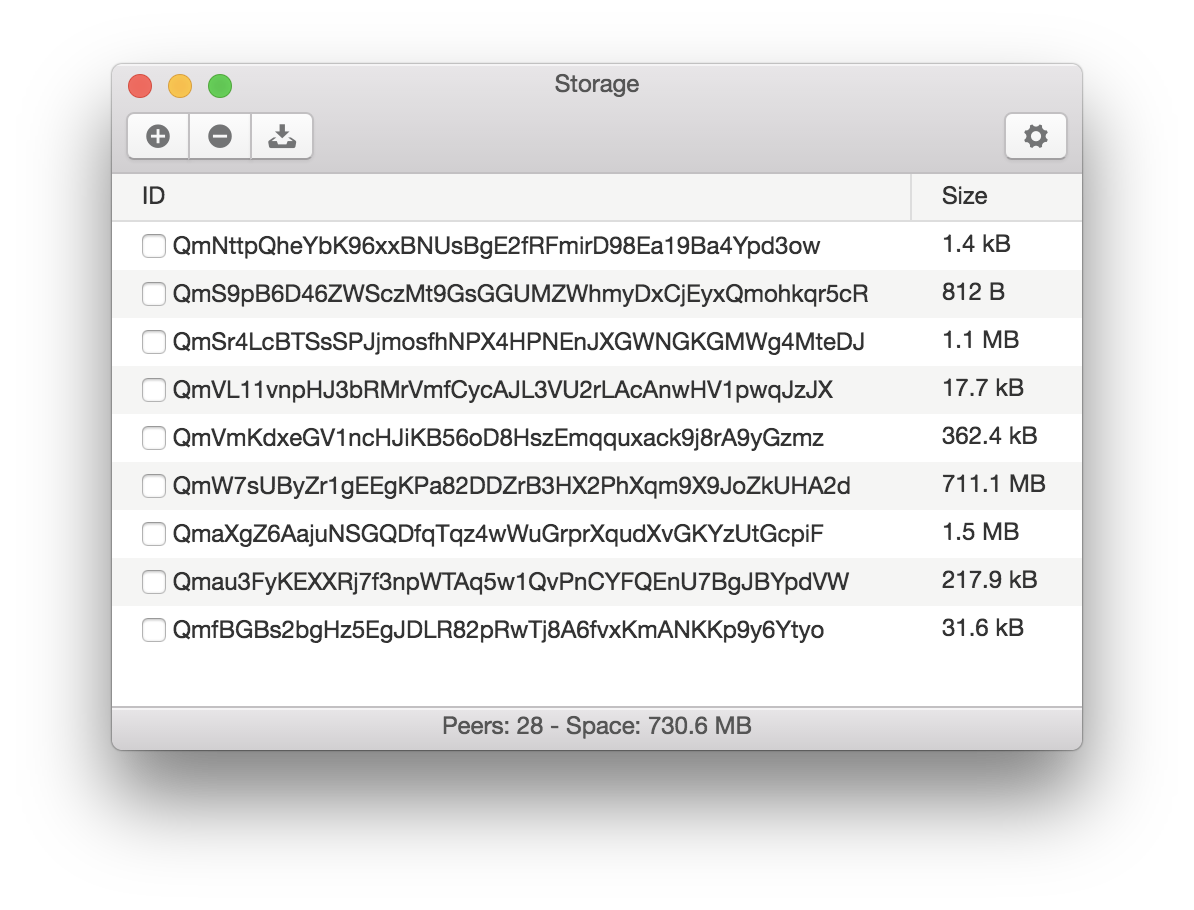 Storage
ID Size
QmNttpQheYbK96xxBNUsBgE2fRFmirD98Ea19Ba4Ypd3ow 1.4 kB
QmS9pB6D46ZWSczMt9GsGGUMZWhmyDxCjEyxQmohkqr5cR 812 B
QmSr4LcBTSsSPJjmosfhNPX4HPNEnJXGWNGKGMWg4MteDJ 1.1 MB
QmVL11vnpHJ3bRMrVmfCycAJL3VU2rLAcAnwHV1pwqJzJX 17.7 kB
QmVmKdxeGV1ncHJiKB56oD8HszEmqquxack9j8rA9yGzmz 362.4 kB
QmW7sUByZr1gEEgKPa82DDZrB3HX2PhXqm9X9JoZkUHA2d 711.1 MB
QmaXgZ6AajuNSGQDfqTqz4wWuGrprXqudXvGKYzUtGcpiF 1.5 MB
Qmau3FyKEXXRj7f3npWTAq5w1QvPnCYFQEnU7BgJBYpdVW 217.9 kB
QmfBGBs2bgHz5EgJDLR82pRwTj8A6fvxKmANKKp9y6Ytyo 31.6 kB
Peers: 28 - Space: 730.6 MB